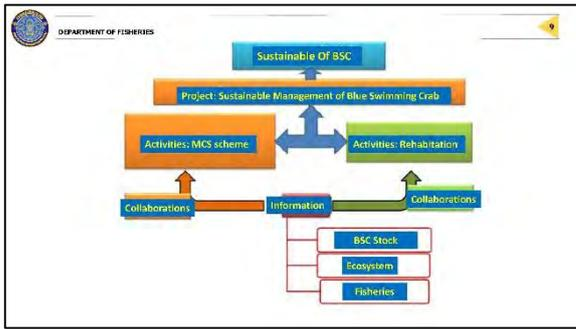 DEPARTMENT OF FISHERIES
9
Sustainable Of BSC
Project: Sustainable Management of Blue Swimming Crab
Activities: MCS scheme
Activities: Rehabitation
Collaborations
Information
Collaborations
BSC Stock
Ecosystem
Fisheries